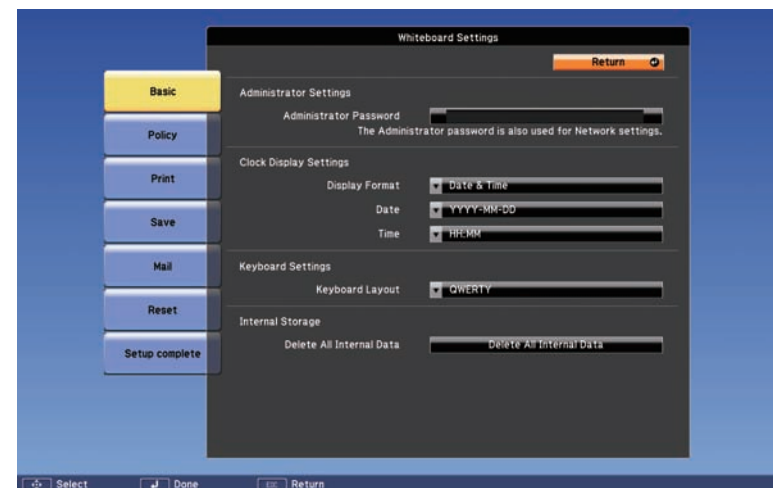 Whiteboard Settings
Return
Basic
Policy
Print
Save
Mail
Reset
Setup complete
Administrator Settings
Administrator Password
The Administrator password is also used for Network settings.
Clock Display Settings
Display Format Date & Time
Date YYYY-MM-DD
Time HH:MM
Keyboard Settings
Keyboard Layout QWERTY
Internal Storage
Delete All Internal Data Delete All Internal Data
Select Done Esc Return